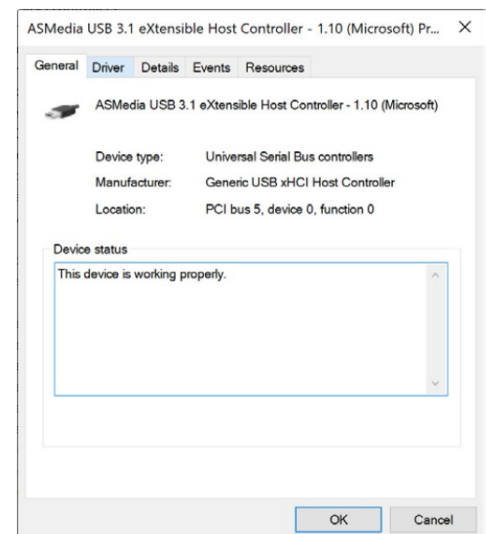 ASMedia USB 3.1 eXtensible Host Controller - 1.10 (Microsoft) Pr...
General Driver Details Events Resources
ASMedia USB 3.1 eXtensible Host Controller - 1.10 (Microsoft)
Device type: Universal Serial Bus controllers
Manufacturer: Generic USB xHCI Host Controller
Location: PCI bus 5, device 0, function 0
Device status
This device is working properly.
OK Cancel